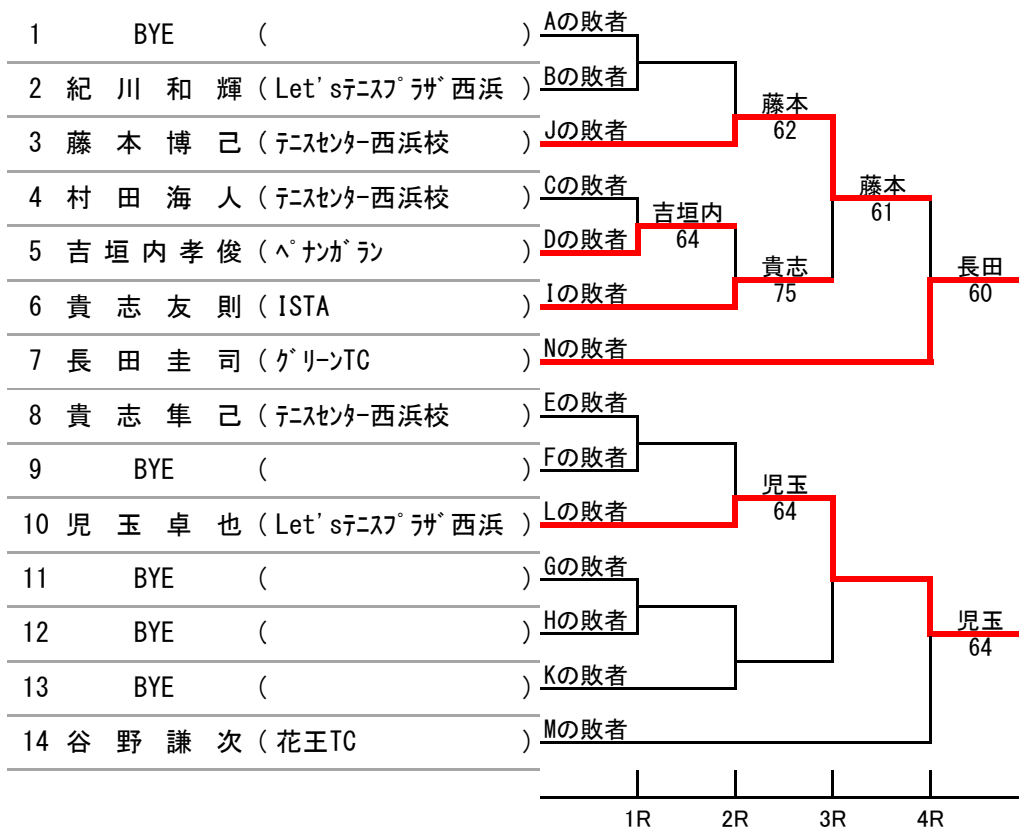 1 BYE ( ) Aの敗者
2 紀川和輝 ( Let'sﾃﾆｽﾌﾟﾗｻﾞ西浜 ) Bの敗者
3 藤本博己 ( ﾃﾆｽｾﾝﾀｰ西浜校 ) Jの敗者
藤本
62
4 村田海人 ( ﾃﾆｽｾﾝﾀｰ西浜校 ) Cの敗者
吉垣内
64
藤本
61
5 吉垣内孝俊 ( ﾍﾟﾅﾝｶﾞﾗﾝ ) Dの敗者
貴志
75
長田
60
6 貴志友則 ( ISTA ) Iの敗者
7 長田圭司 ( ｸﾞﾘｰﾝTC ) Nの敗者
8 貴志隼己 ( ﾃﾆｽｾﾝﾀｰ西浜校 ) Eの敗者
9 BYE ( ) Fの敗者
児玉
64
10 児玉卓也 ( Let'sﾃﾆｽﾌﾟﾗｻﾞ西浜 ) Lの敗者
11 BYE ( ) Gの敗者
12 BYE ( ) Hの敗者
児玉
64
13 BYE ( ) Kの敗者
14 谷野謙次 ( 花王TC ) Mの敗者
1R 2R 3R 4R